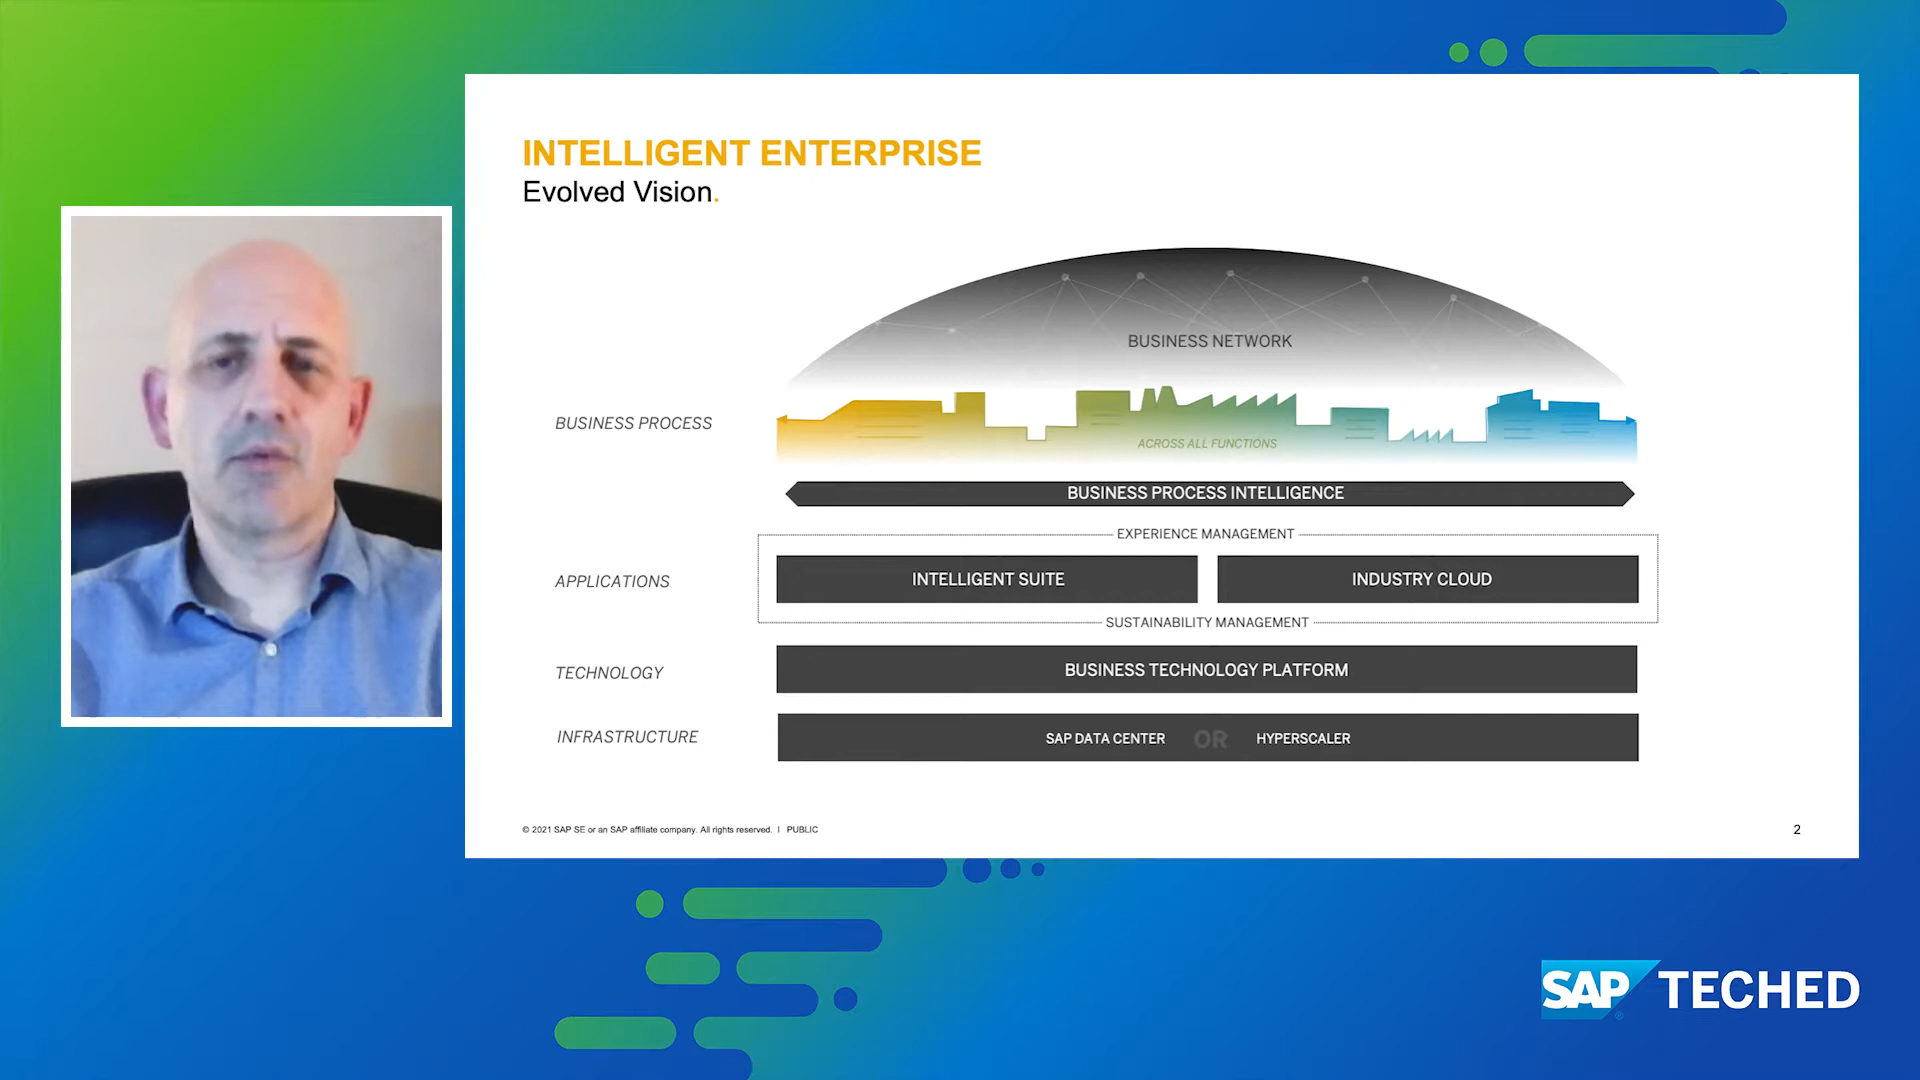 INTELLIGENT ENTERPRISE
Evolved Vision.
BUSINESS NETWORK
BUSINESS PROCESS
ACROSS ALL FUNCTIONS
BUSINESS PROCESS INTELLIGENCE
EXPERIENCE MANAGEMENT
APPLICATIONS
INTELLIGENT SUITE
INDUSTRY CLOUD
SUSTAINABILITY MANAGEMENT
TECHNOLOGY
BUSINESS TECHNOLOGY PLATFORM
INFRASTRUCTURE
SAP DATA CENTER OR HYPERSCALER
© 2021 SAP SE or an SAP affiliate company. All rights reserved. I PUBLIC
2
SAP® TECHED